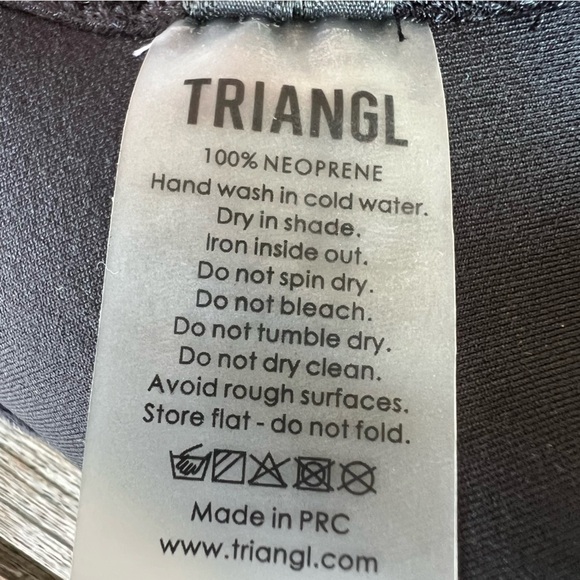 TRIANGL
100% NEOPRENE
Hand wash in cold water.
Dry in shade.
Iron inside out.
Do not spin dry.
Do not bleach.
Do not tumble dry.
Do not dry clean.
Avoid rough surfaces.
Store flat - do not fold.
Made in PRC
www.triangl.com